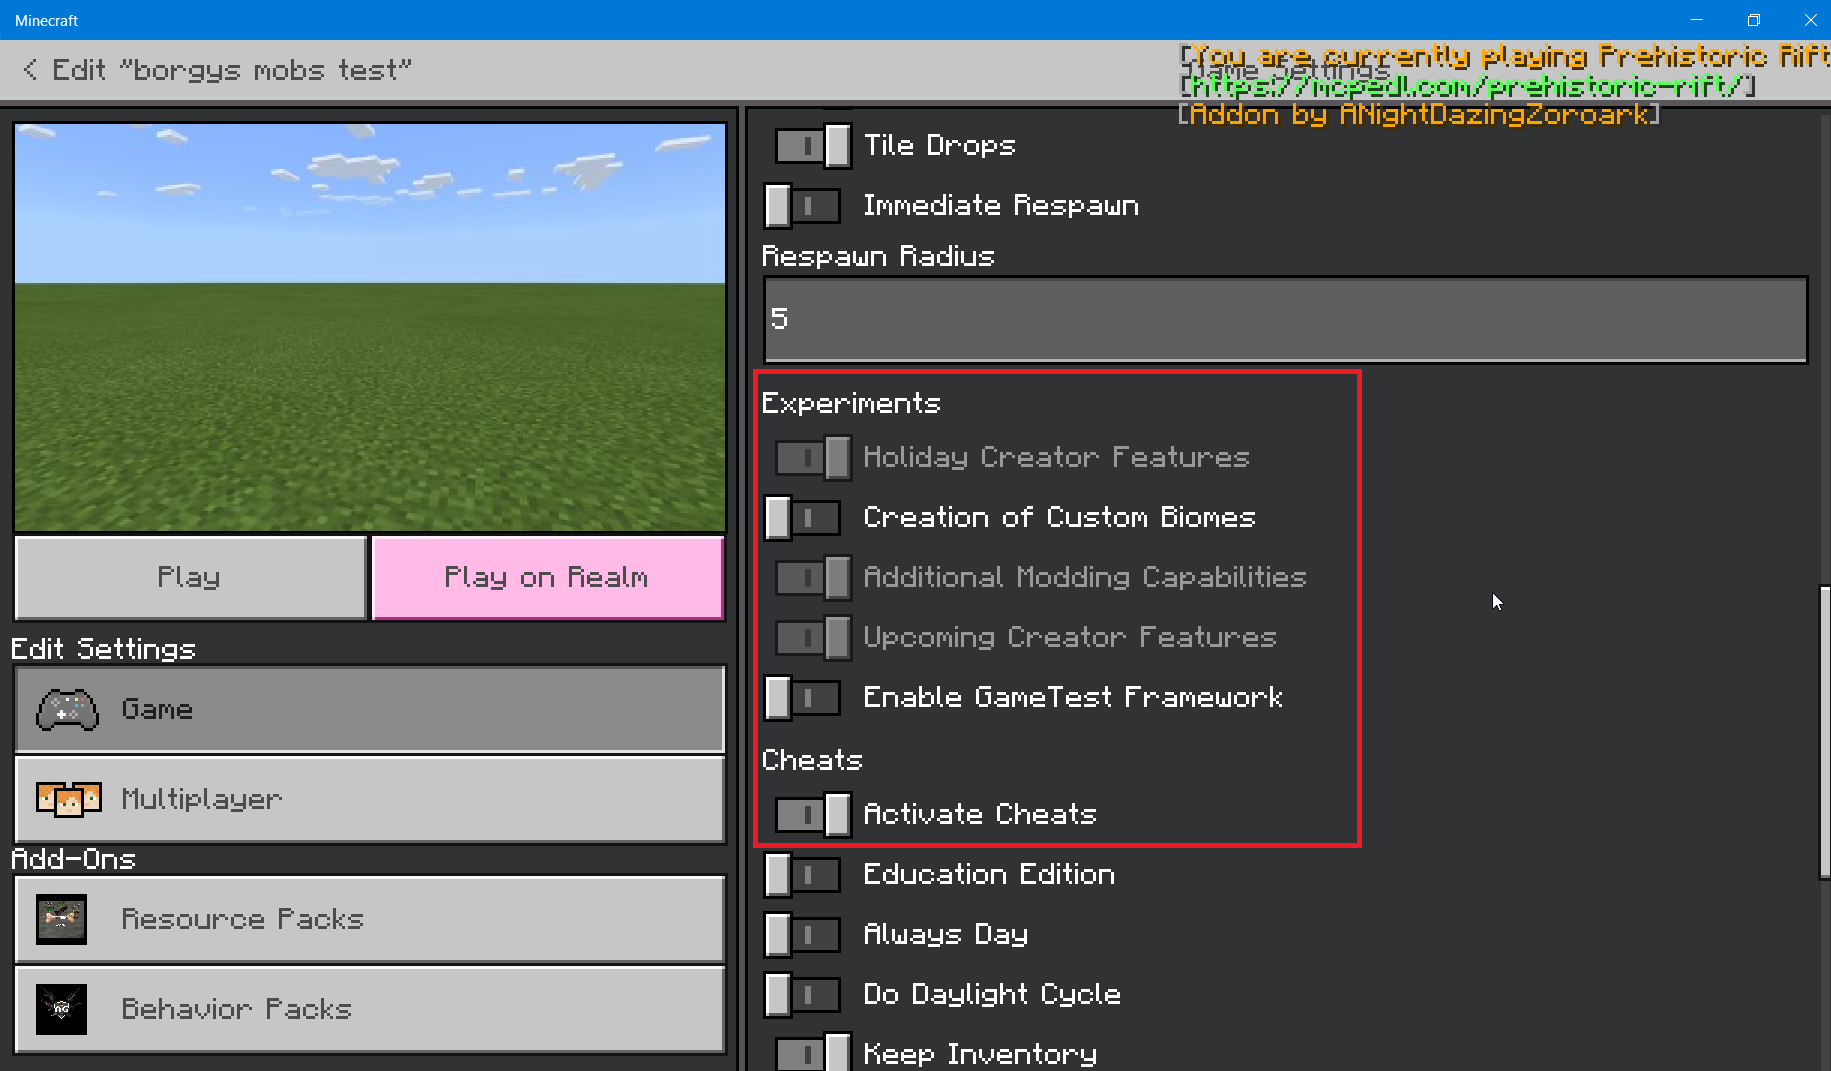 Minecraft
< Edit "borgys mobs test"
Game Settings
[You are currently playing Prehistoric Rift
[https://mcpedl.com/prehistoric-rift/]
[Addon by ANightDazingZoroark]
Tile Drops
Immediate Respawn
Respawn Radius
5
Experiments
Holiday Creator Features
Creation of Custom Biomes
Additional Modding Capabilities
Upcoming Creator Features
Enable GameTest Framework
Cheats
Activate Cheats
Education Edition
Always Day
Do Daylight Cycle
Keep Inventory
Play
Play on Realm
Edit Settings
Game
Multiplayer
Add-Ons
Resource Packs
AG
Behavior Packs